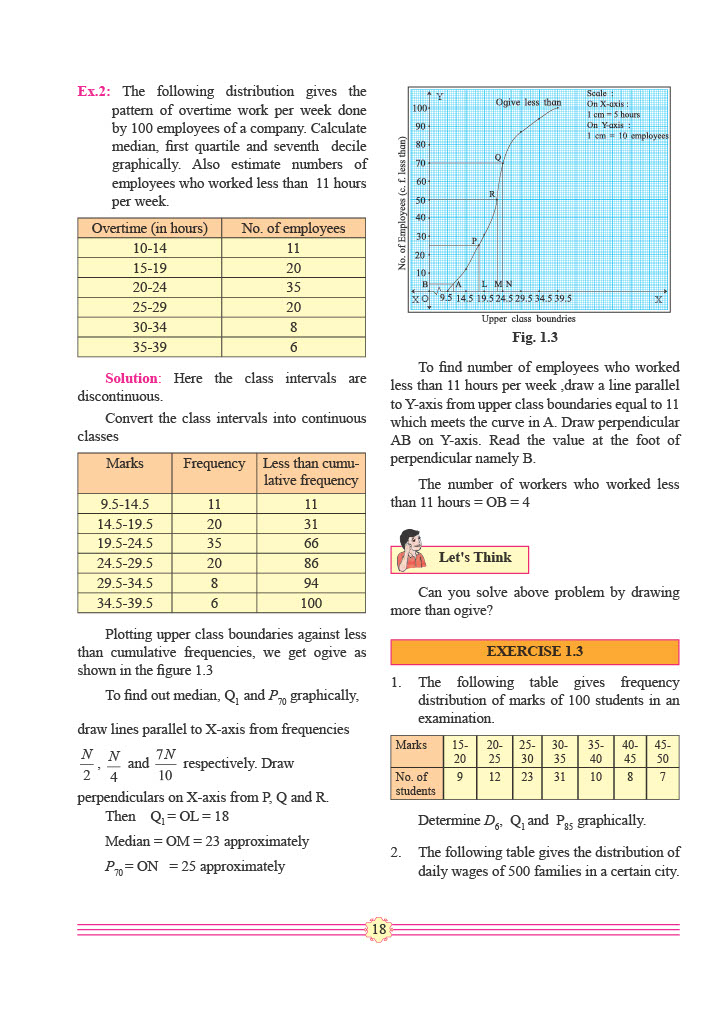 Ex.2: The following distribution gives the
pattern of overtime work per week done
by 100 employees of a company. Calculate
median, first quartile and seventh decile
graphically. Also estimate numbers of
employees who worked less than 11 hours
per week.
Overtime (in hours) No. of employees
10-14 11
15-19 20
20-24 35
25-29 20
30-34 8
35-39 6
Solution: Here the class intervals are
discontinuous.
Convert the class intervals into continuous
classes
Marks Frequency Less than cumu-
lative frequency
9.5-14.5 11 11
14.5-19.5 20 31
19.5-24.5 35 66
24.5-29.5 20 86
29.5-34.5 8 94
34.5-39.5 6 100
Plotting upper class boundaries against less
than cumulative frequencies, we get ogive as
shown in the figure 1.3
To find out median, Q₁ and P₇₀ graphically,
draw lines parallel to X-axis from frequencies
N/2 , N/4 and 7N/10 respectively. Draw
perpendiculars on X-axis from P, Q and R.
Then Q₁ = OL = 18
Median = OM = 23 approximately
P₇₀ = ON = 25 approximately
Y
Ogive less than
Scale :
On X-axis :
1 cm = 5 hours
On Y-axis :
1 cm = 10 employees
No. of Employees (c. f. less than)
100
90
80
Q
70
60
R
50
40
30
P
20
10
B A L M N
X O 9.5 14.5 19.5 24.5 29.5 34.5 39.5 X
Upper class boundries
Fig. 1.3
To find number of employees who worked
less than 11 hours per week ,draw a line parallel
to Y-axis from upper class boundaries equal to 11
which meets the curve in A. Draw perpendicular
AB on Y-axis. Read the value at the foot of
perpendicular namely B.
The number of workers who worked less
than 11 hours = OB = 4
Let's Think
Can you solve above problem by drawing
more than ogive?
EXERCISE 1.3
1. The following table gives frequency
distribution of marks of 100 students in an
examination.
Marks 15- 20- 25- 30- 35- 40- 45-
20 25 30 35 40 45 50
No. of 9 12 23 31 10 8 7
students
Determine D₆, Q₁ and P₈₅ graphically.
2. The following table gives the distribution of
daily wages of 500 families in a certain city.
18